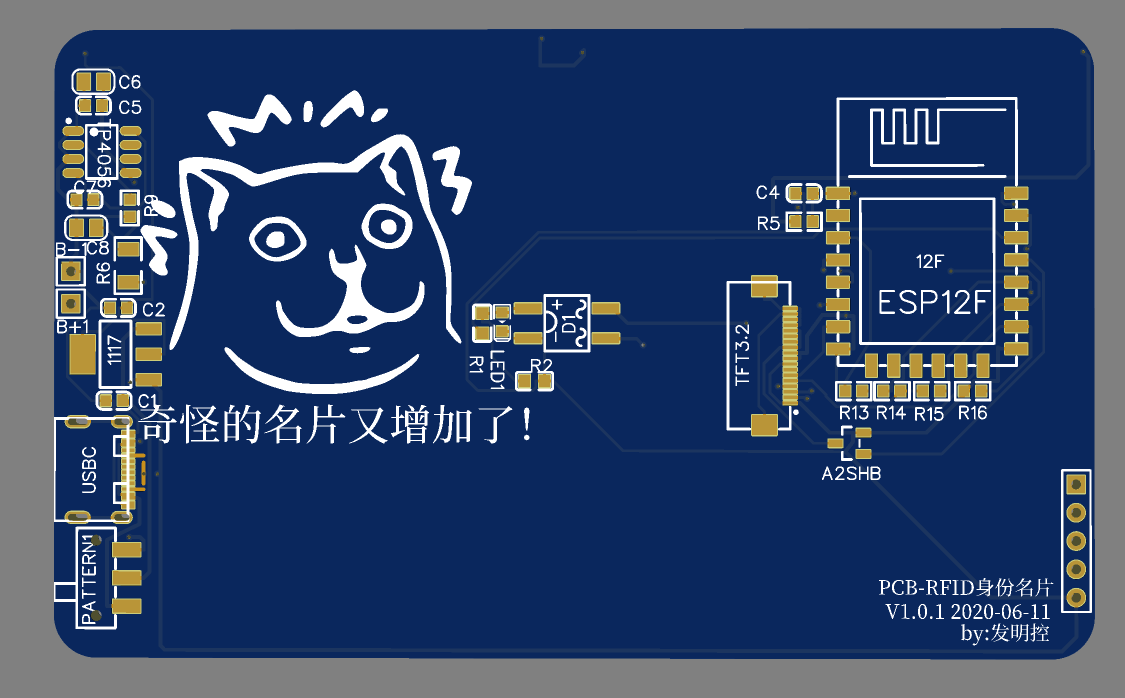 C6
C5
TP4056
C7
R8
B-1
C8
R9
B+1
C2
1117
C1
奇怪的名片又增加了！
USBC
PATTERN1
R1
LED1
+
D1
-
R2
C4
R5
12F
ESP12F
TFT3.2
R13 R14 R15 R16
A2SHB
PCB-RFID身份名片
V1.0.1 2020-06-11
by:发明控